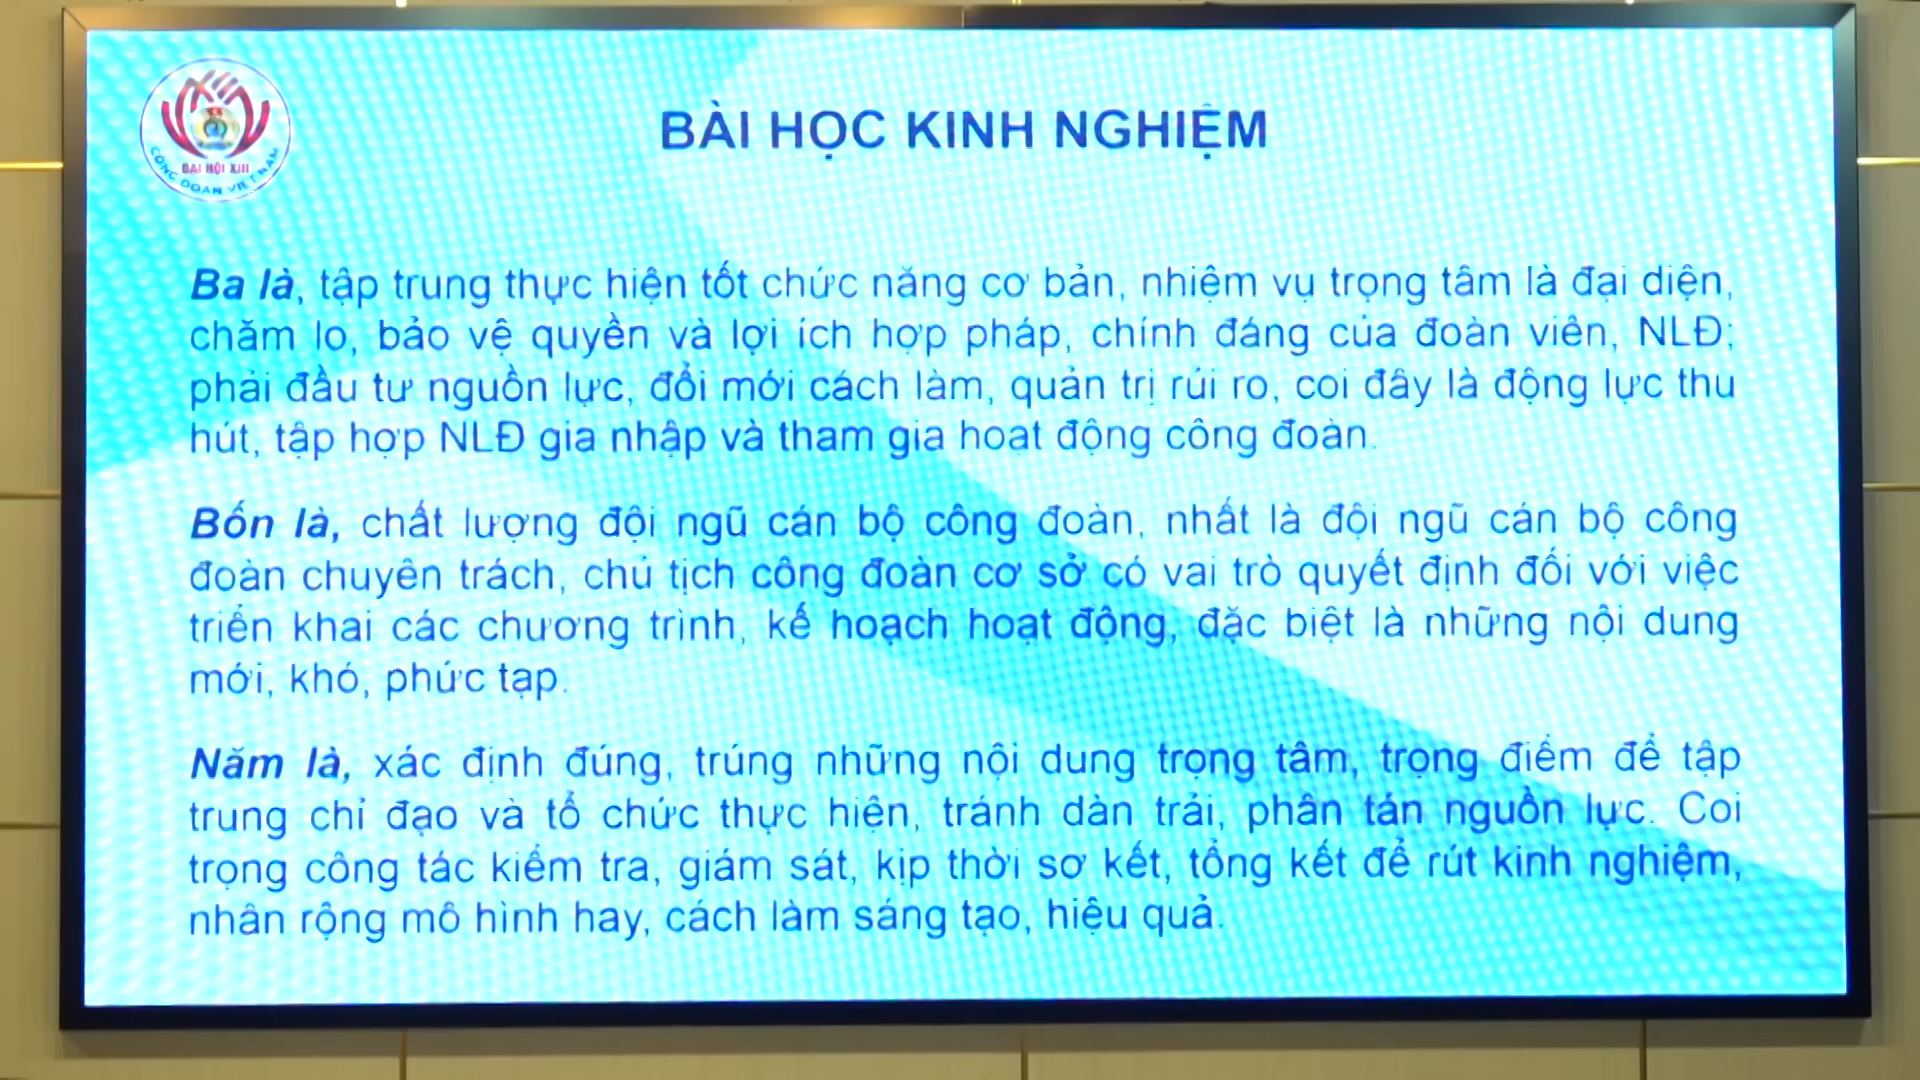 BÀI HỌC KINH NGHIỆM
ĐẠI HỘI XIII
CÔNG ĐOÀN VIỆT NAM
Ba là, tập trung thực hiện tốt chức năng cơ bản, nhiệm vụ trọng tâm là đại diện,
chăm lo, bảo vệ quyền và lợi ích hợp pháp, chính đáng của đoàn viên, NLĐ;
phải đầu tư nguồn lực, đổi mới cách làm, quản trị rủi ro, coi đây là động lực thu
hút, tập hợp NLĐ gia nhập và tham gia hoạt động công đoàn.
Bốn là, chất lượng đội ngũ cán bộ công đoàn, nhất là đội ngũ cán bộ công
đoàn chuyên trách, chủ tịch công đoàn cơ sở có vai trò quyết định đối với việc
triển khai các chương trình, kế hoạch hoạt động, đặc biệt là những nội dung
mới, khó, phức tạp.
Năm là, xác định đúng, trúng những nội dung trọng tâm, trọng điểm để tập
trung chỉ đạo và tổ chức thực hiện, tránh dàn trải, phân tán nguồn lực. Coi
trọng công tác kiểm tra, giám sát, kịp thời sơ kết, tổng kết để rút kinh nghiệm,
nhân rộng mô hình hay, cách làm sáng tạo, hiệu quả.